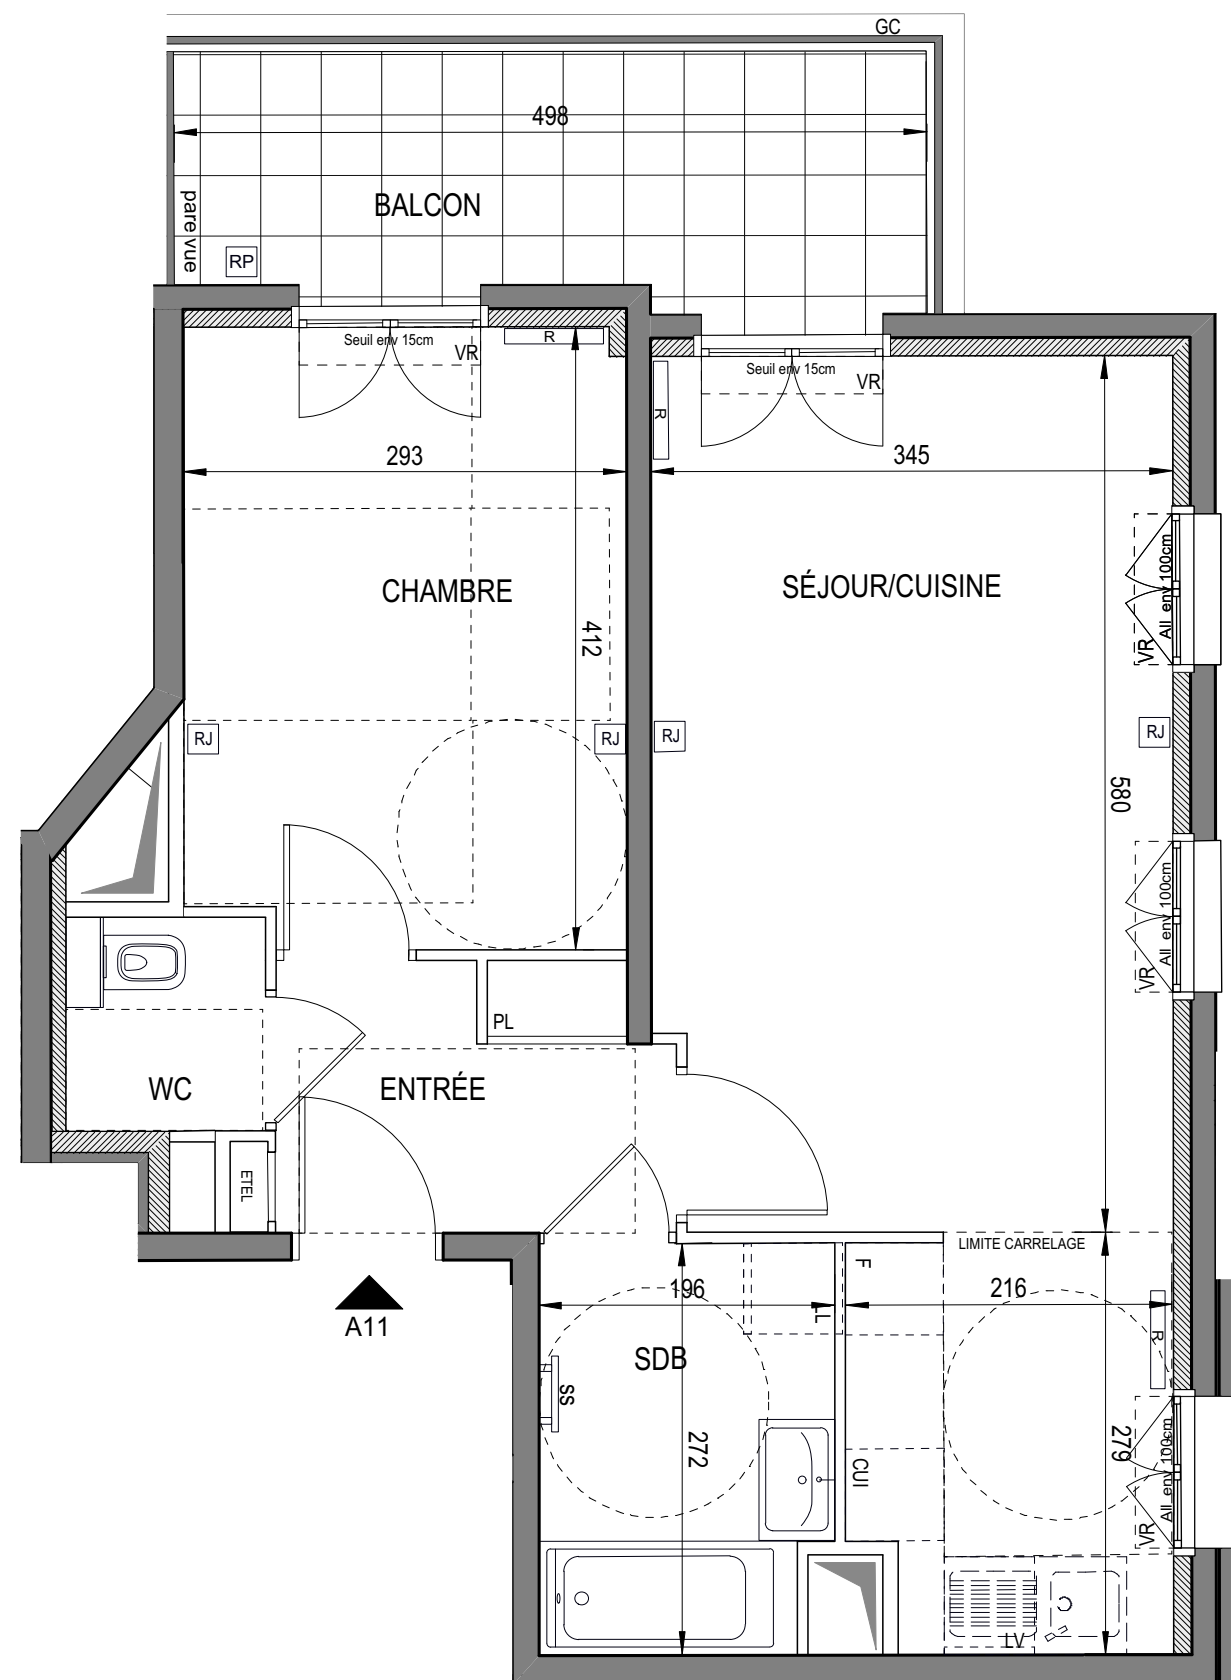 GC
498
pare vue
BALCON
RP
Seuil env 15cm
VR
R
Seuil env 15cm
VR
R
293
345
All env 100cm
VR
CHAMBRE
412
SÉJOUR/CUISINE
RJ
RJ
RJ
RJ
580
All env 100cm
VR
PL
WC
ENTRÉE
ETEL
LIMITE CARRELAGE
F
A11
196
LL
216
R
SDB
SS
272
CUI
279
All env 100cm
VR
LV